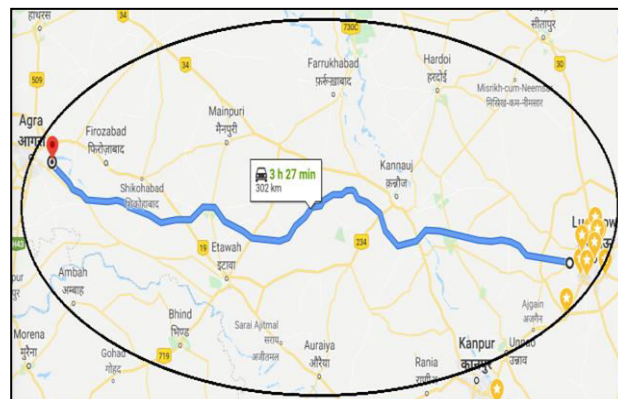 हाथरस
34
730C
Hardoi
हरदोई
सीतापुर
30
Farrukhabad
फ़र्रूख़ाबाद
34
Misrikh-cum-Neemsar
मिसरिख-कम-नीमसार
509
Agra
आगरा
Firozabad
फ़िरोज़ाबाद
Mainpuri
मैनपुरी
Shikohabad
शिकोहाबाद
3 h 27 min
302 km
Kannauj
कन्नौज
19
Etawah
इटावा
234
H43
Ambah
अम्बाह
Ajgain
अजगैन
Bhind
भिण्ड
Sarai Ajitmal
सराय
अजीतमल
Auraiya
औरैया
Morena
मुरैना
Gohad
गोहद
719
Rania
Kanpur
कानपुर
Unnao
उन्नाव